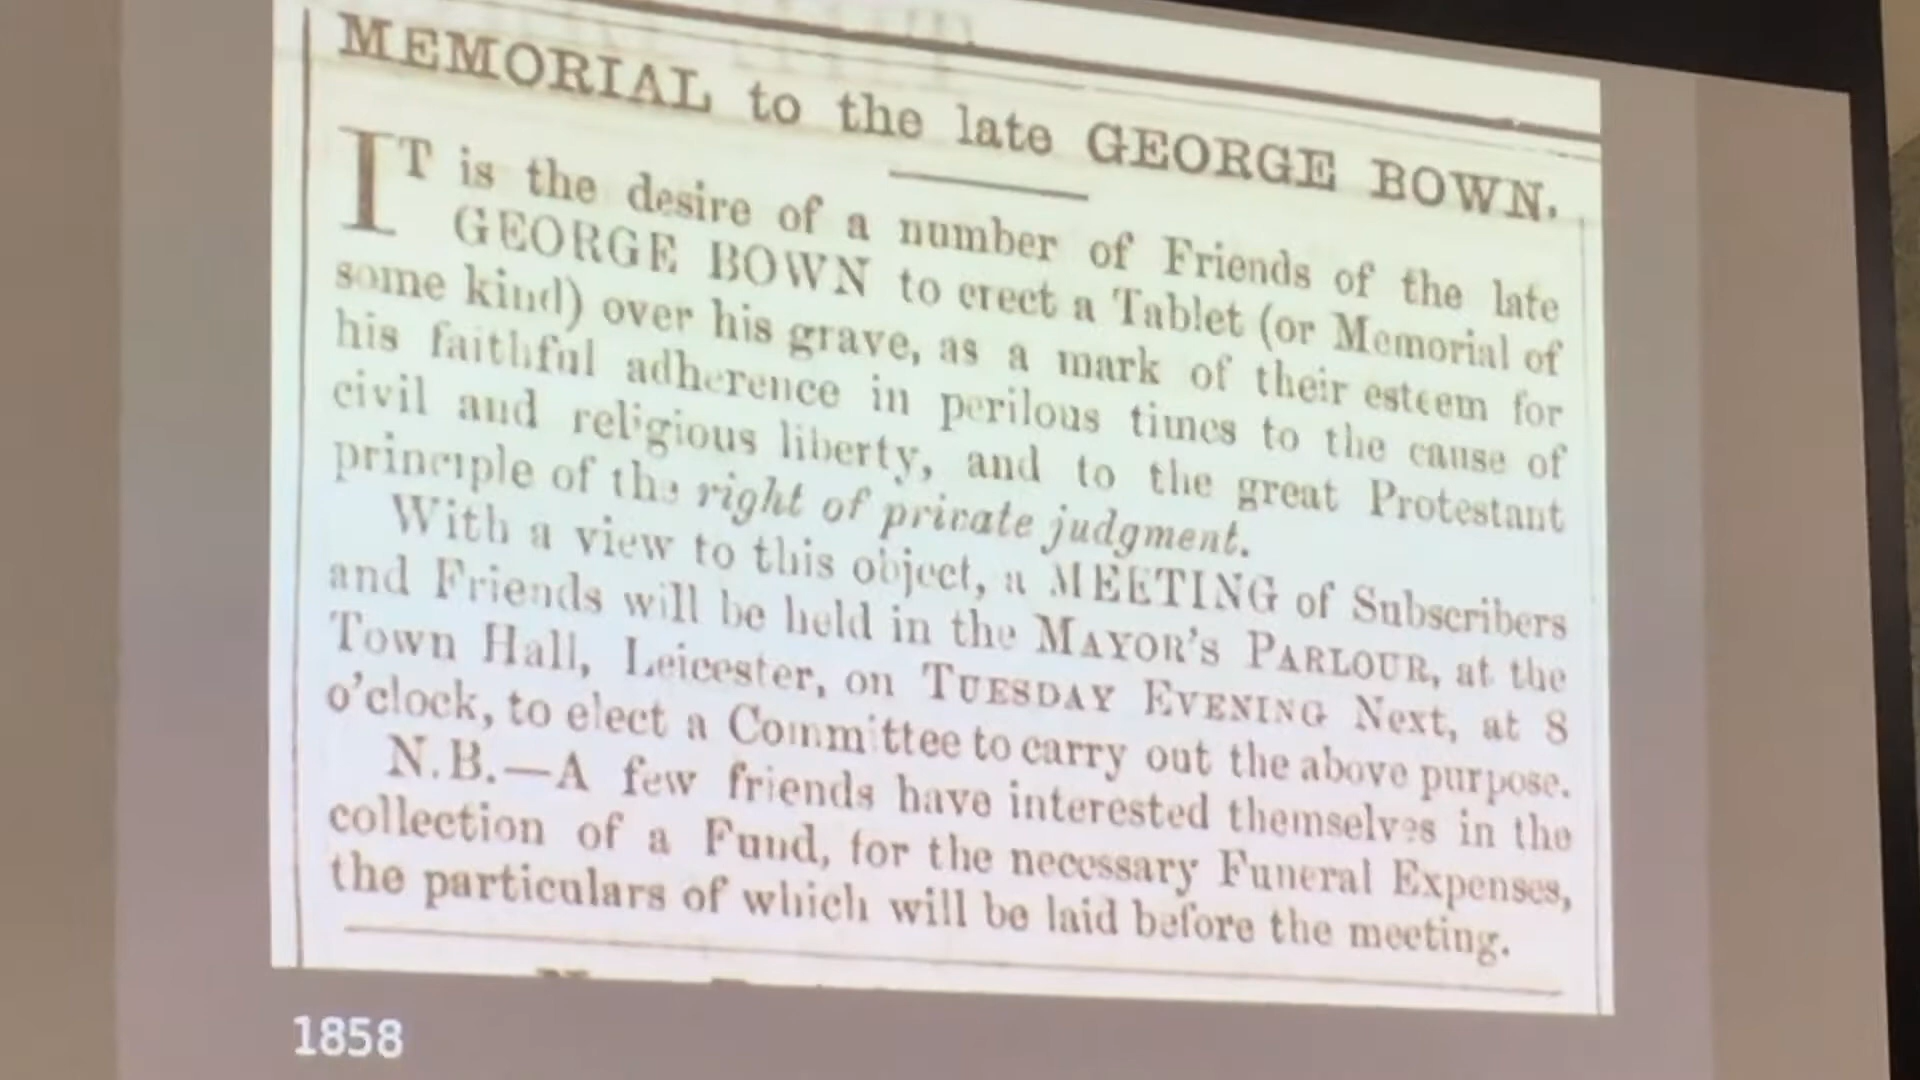 MEMORIAL to the late GEORGE BOWN.
IT is the desire of a number of Friends of the late
GEORGE BOWN to erect a Tablet (or Memorial of
some kind) over his grave, as a mark of their esteem for
his faithful adherence in perilous times to the cause of
civil and religious liberty, and to the great Protestant
principle of the right of private judgment.
With a view to this object, a MEETING of Subscribers
and Friends will be held in the MAYOR'S PARLOUR, at the
Town Hall, Leicester, on TUESDAY EVENING Next, at 8
o'clock, to elect a Committee to carry out the above purpose.
N.B.—A few friends have interested themselves in the
collection of a Fund, for the necessary Funeral Expenses,
the particulars of which will be laid before the meeting.
1858